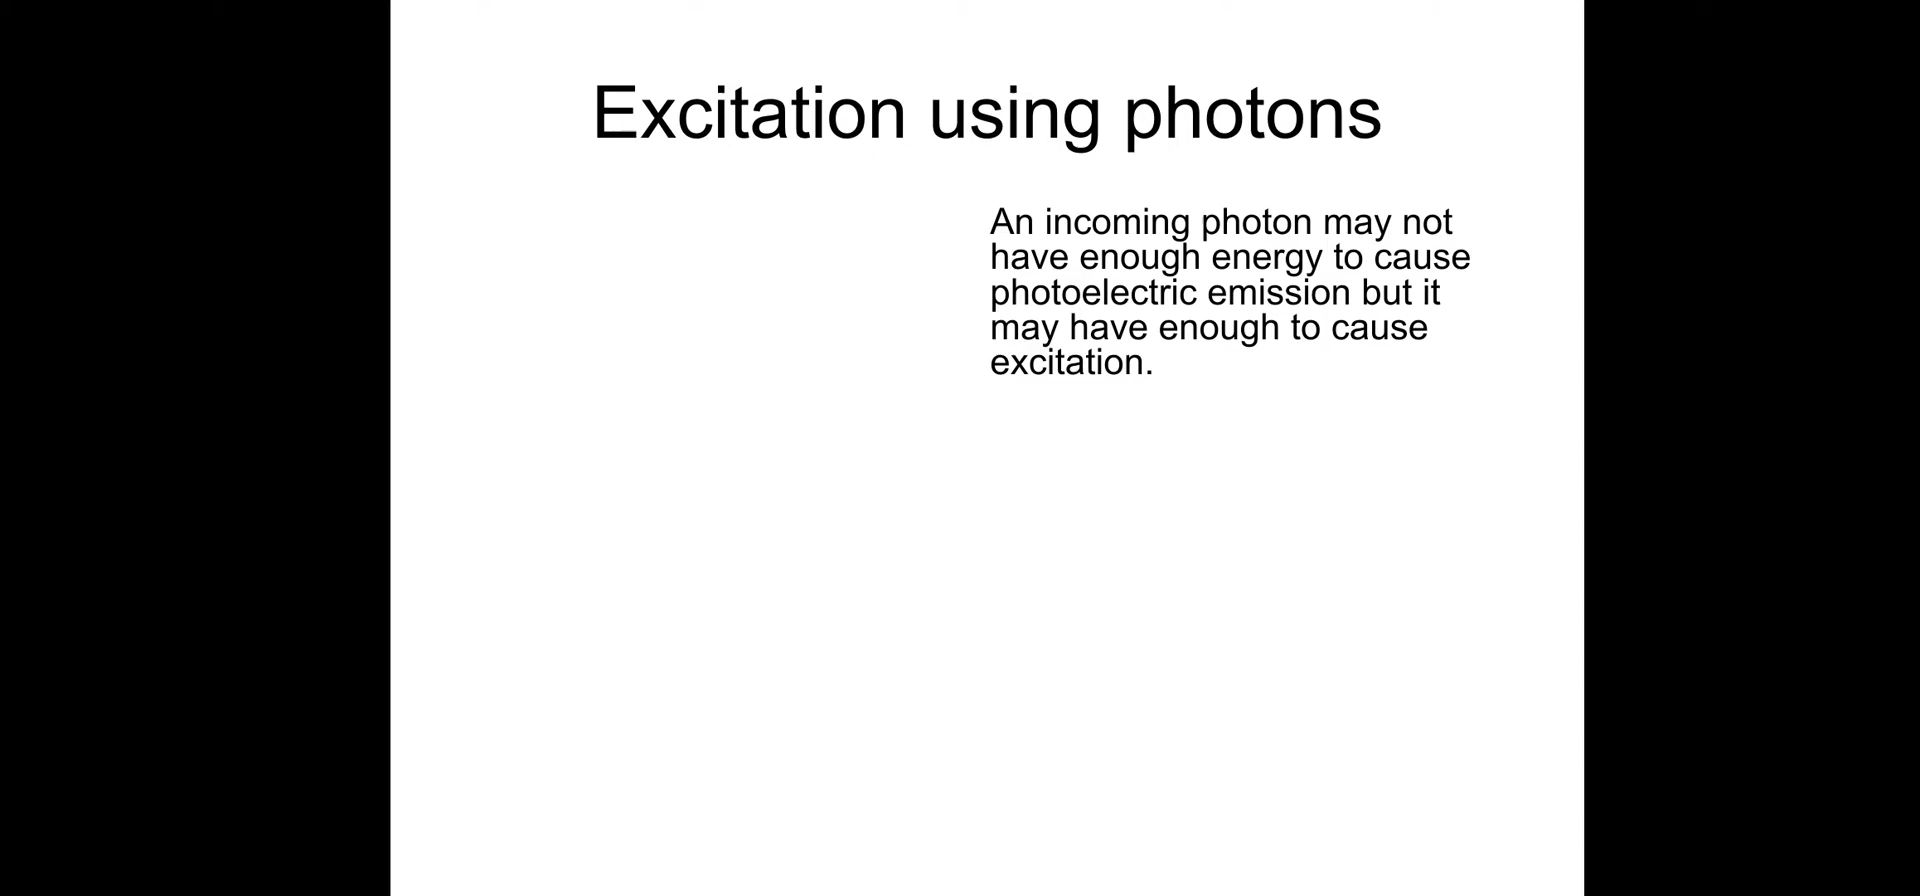 Excitation using photons
An incoming photon may not
have enough energy to cause
photoelectric emission but it
may have enough to cause
excitation.